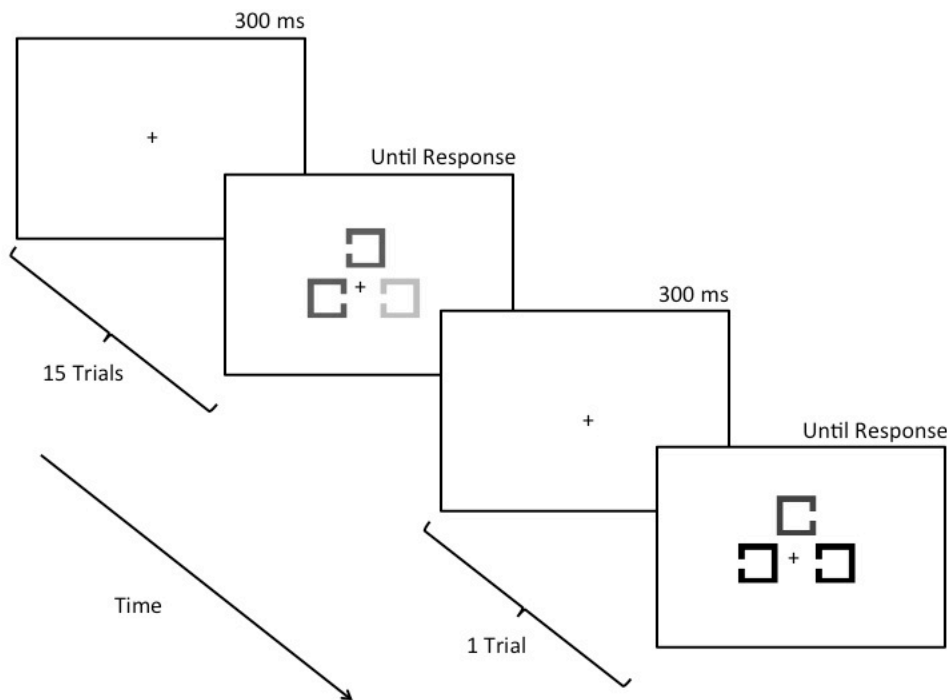 300 ms
Until Response
300 ms
15 Trials
Until Response
Time
1 Trial